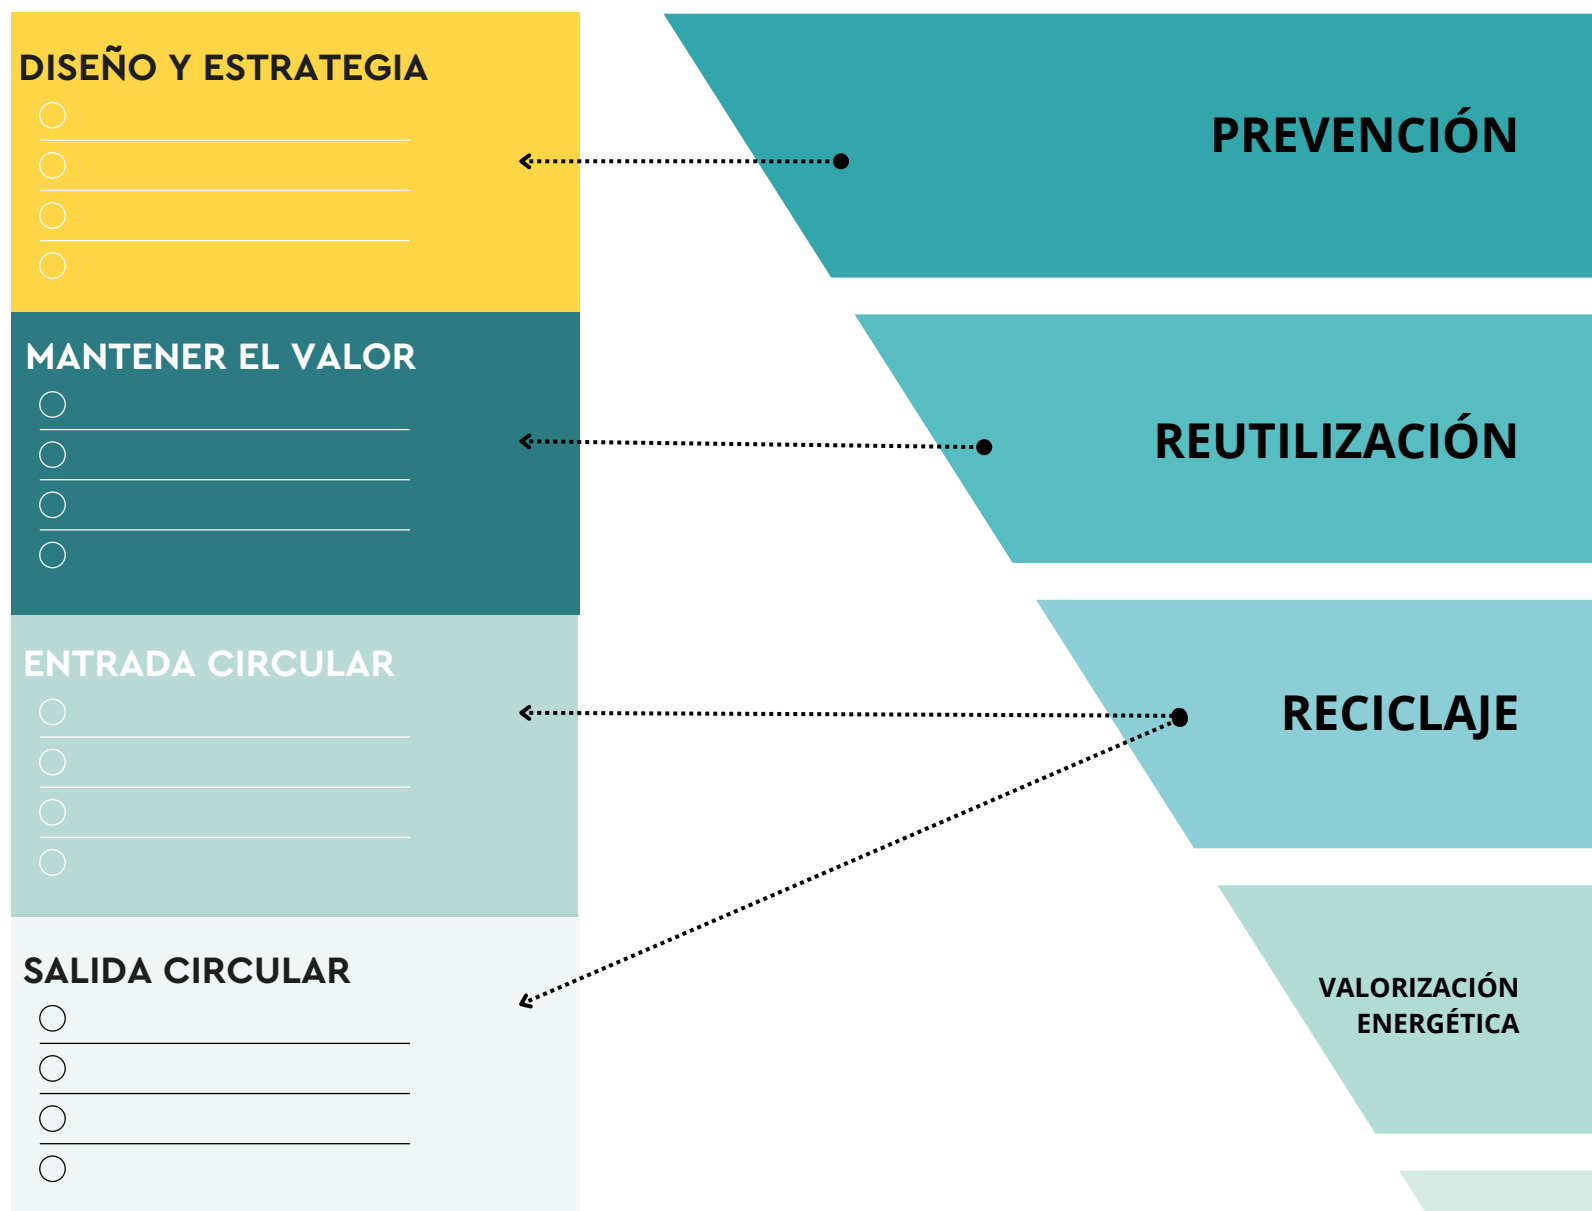 DISEÑO Y ESTRATEGIA
MANTENER EL VALOR
ENTRADA CIRCULAR
SALIDA CIRCULAR
PREVENCIÓN
REUTILIZACIÓN
RECICLAJE
VALORIZACIÓN
ENERGÉTICA